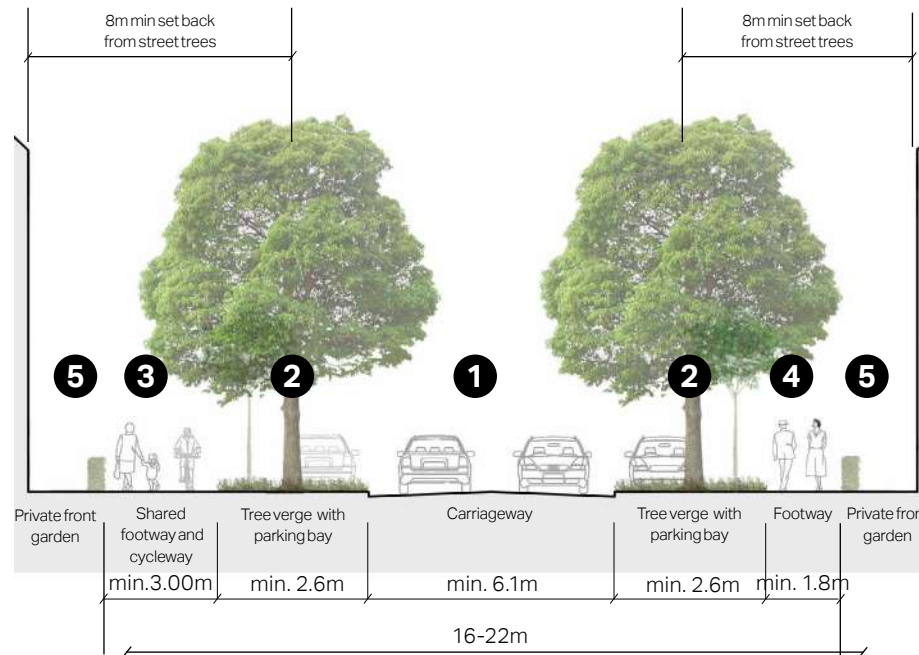 8m min set back
from street trees
8m min set back
from street trees
5
3
2
1
2
4
5
Private front
garden
Shared
footway and
cycleway
Tree verge with
parking bay
Carriageway
Tree verge with
parking bay
Footway
Private fron
garden
min.3.00m
min. 2.6m
min. 6.1m
min. 2.6m
min. 1.8m
16-22m